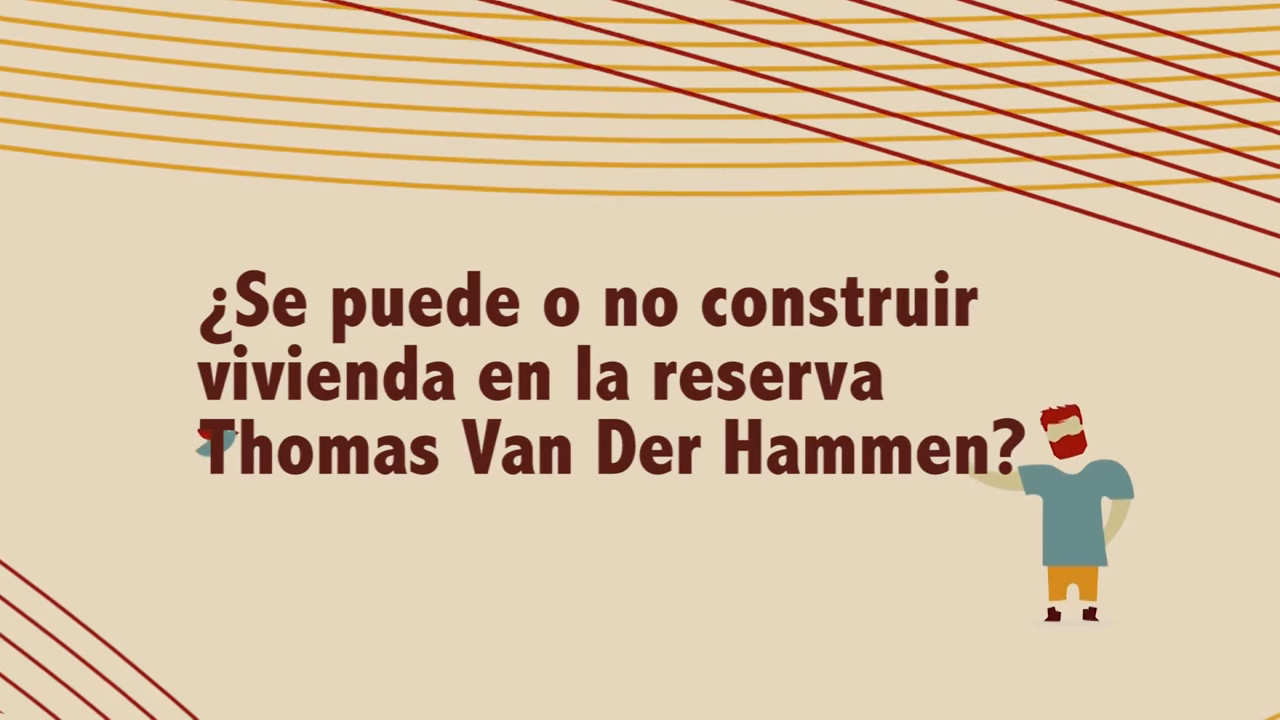 ¿Se puede o no construir
vivienda en la reserva
Thomas Van Der Hammen?